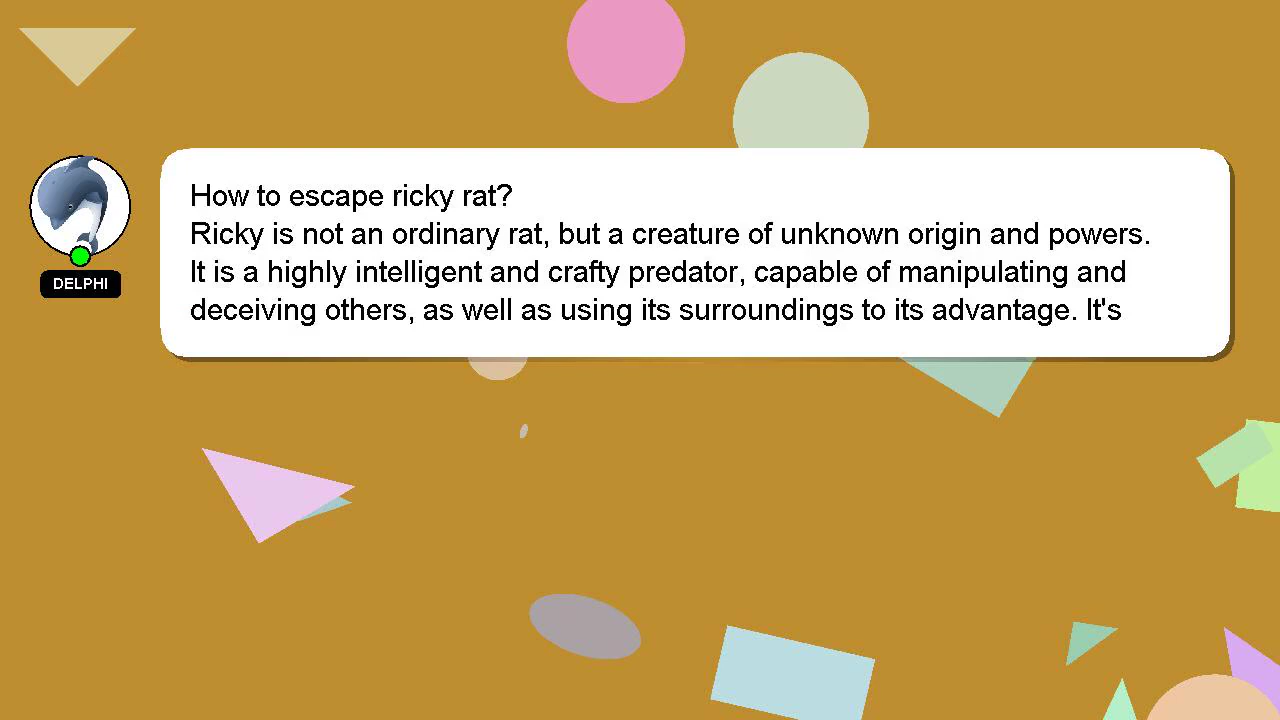 How to escape ricky rat?
Ricky is not an ordinary rat, but a creature of unknown origin and powers.
It is a highly intelligent and crafty predator, capable of manipulating and
deceiving others, as well as using its surroundings to its advantage. It's
DELPHI